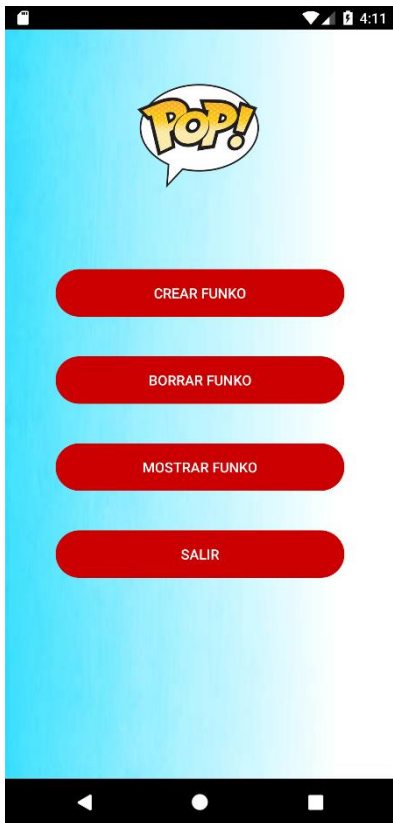 4:11
POP!
CREAR FUNKO
BORRAR FUNKO
MOSTRAR FUNKO
SALIR